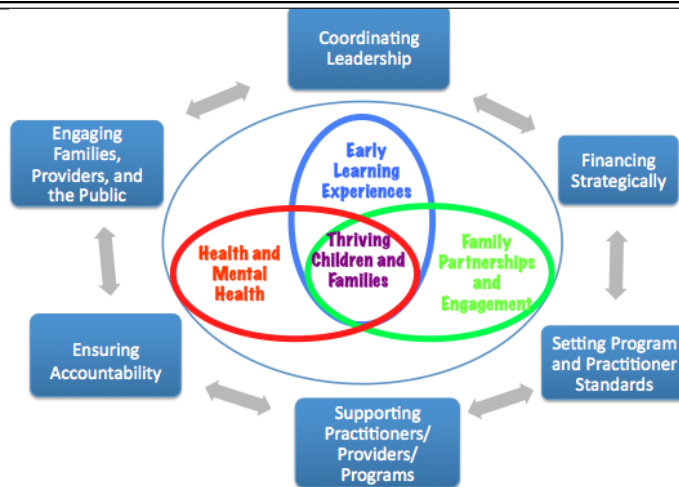 Coordinating
Leadership
Engaging
Families,
Providers, and
the Public
Financing
Strategically
Early
Learning
Experiences
Health and
Mental
Health
Thriving
Children and
Families
Family
Partnerships
and
Engagement
Ensuring
Accountability
Setting Program
and Practitioner
Standards
Supporting
Practitioners/
Providers/
Programs